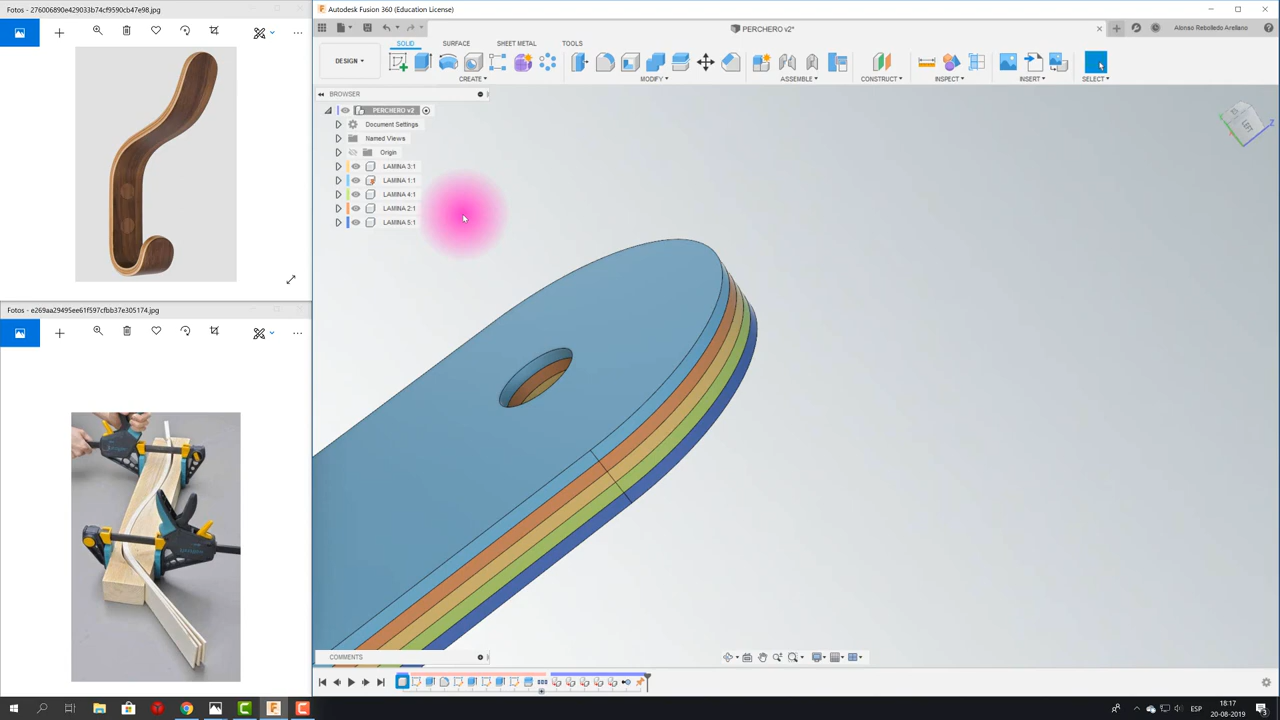 Fotos - 276006890e429033b74cf9590cb47e98.jpg
Autodesk Fusion 360 (Education License)
PERCHERO v2*
Alonso Rebolledo Arellano
SOLID SURFACE SHEET METAL TOOLS
DESIGN
CREATE MODIFY ASSEMBLE CONSTRUCT INSPECT INSERT SELECT
BROWSER
PERCHERO v2
Document Settings
Named Views
Origin
LAMINA 3:1
LAMINA 1:1
LAMINA 4:1
LAMINA 2:1
LAMINA 5:1
LEFT
Z
Fotos - e269aa29495ee61f597cfbb37e305174.jpg
COMMENTS
ESP
18:17
20-08-2019
3